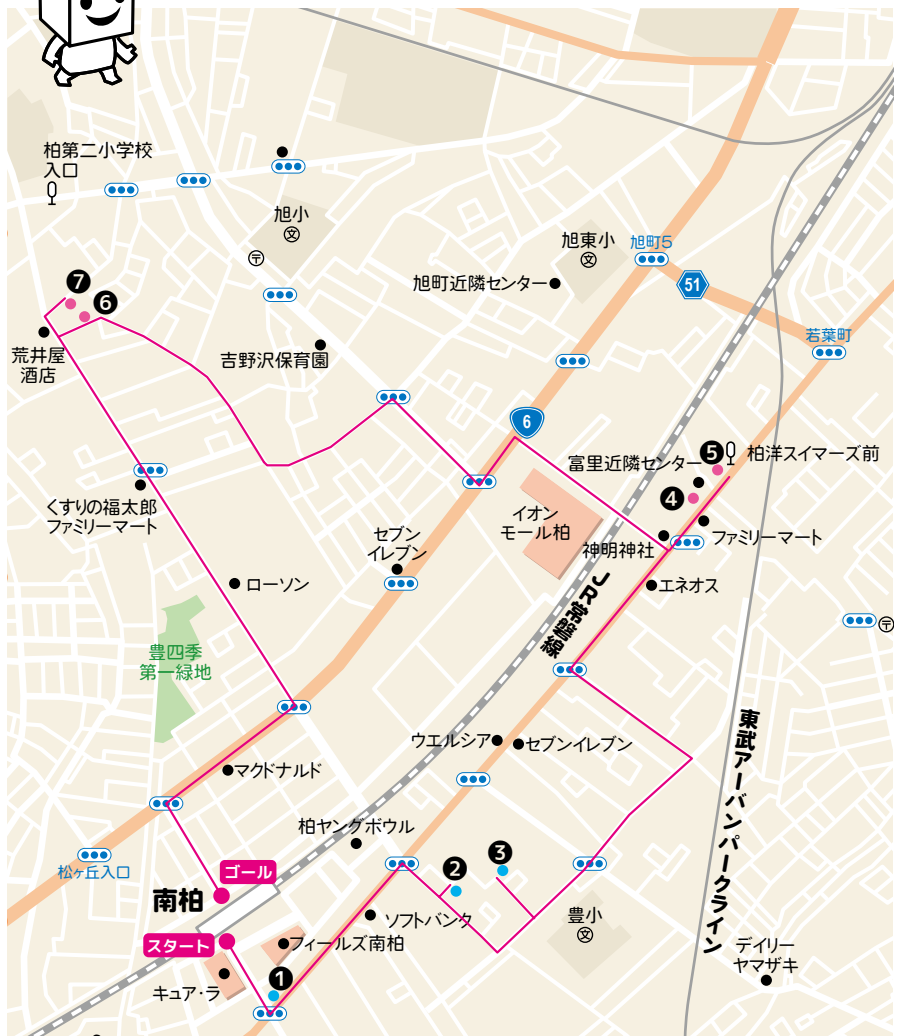 柏第二小学校
入口
旭小
文
〒
旭東小
文
旭町5
旭町近隣センター
51
若葉町
❼
❻
荒井屋
酒店
吉野沢保育園
6
富里近隣センター
❺
柏洋スイマーズ前
❹
くすりの福太郎
ファミリーマート
セブン
イレブン
イオン
モール柏
神明神社
ファミリーマート
ローソン
JR常磐線
エネオス
〒
豊四季
第一緑地
ウエルシア
セブンイレブン
東武アーバンパークライン
マクドナルド
柏ヤングボウル
松ヶ丘入口
ゴール
❷
❸
南柏
ソフトバンク
豊小
文
スタート
フィールズ南柏
デイリー
ヤマザキ
キュア・ラ
❶